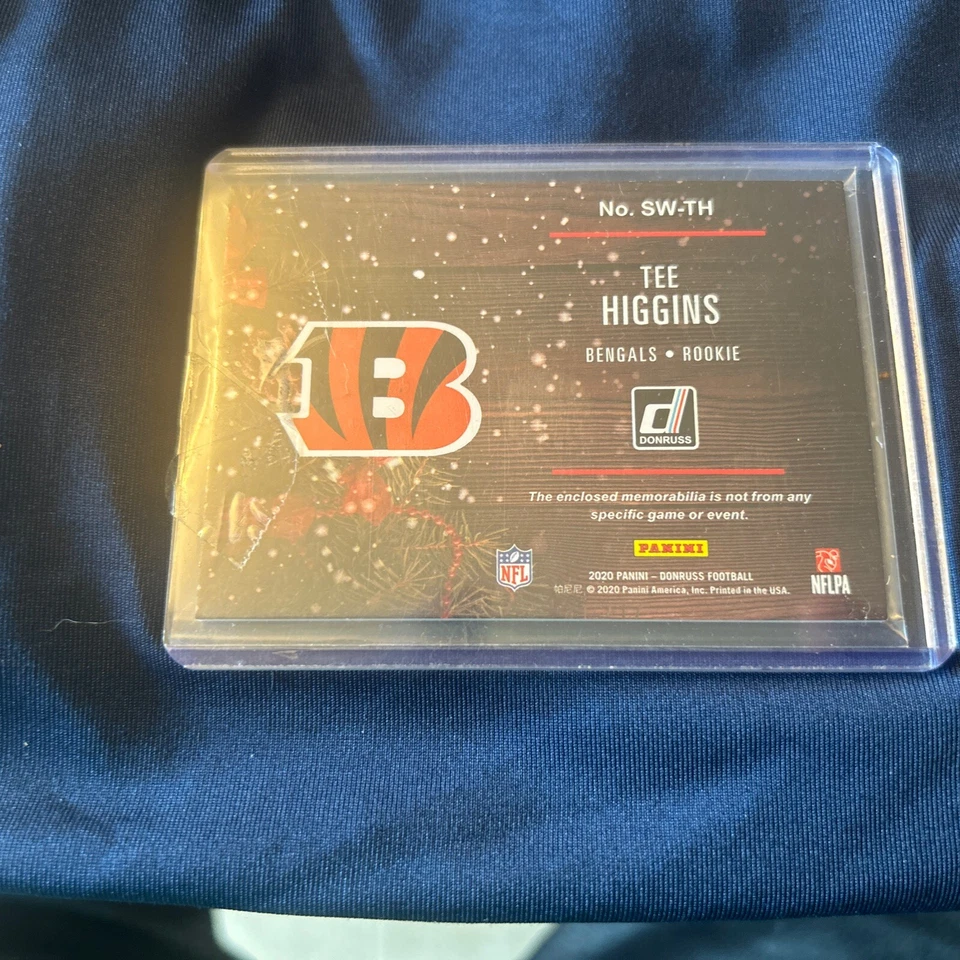 No. SW-TH
TEE
HIGGINS
BENGALS • ROOKIE
DONRUSS
The enclosed memorabilia is not from any
specific game or event.
PANINI
NFL
2020 PANINI – DONRUSS FOOTBALL
帕尼尼 © 2020 Panini America, Inc. Printed in the USA.
NFLPA